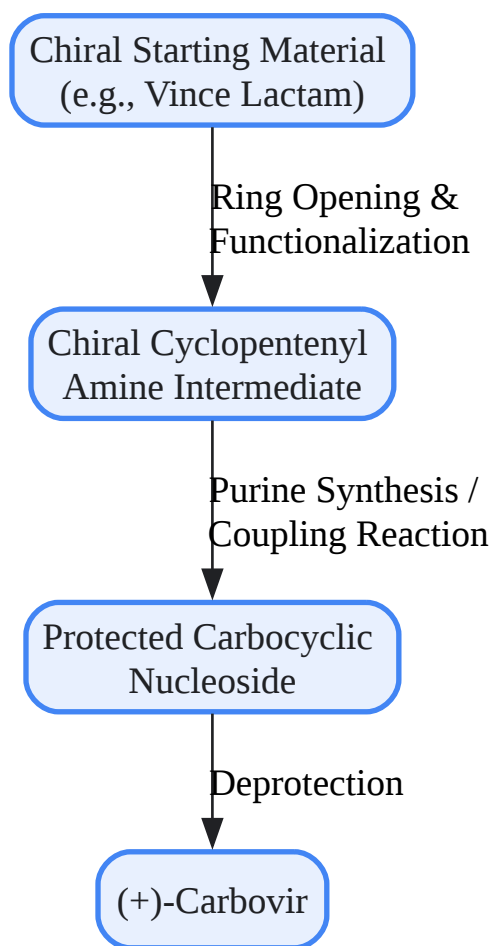 Chiral Starting Material
(e.g., Vince Lactam)
Ring Opening &
Functionalization
Chiral Cyclopentenyl
Amine Intermediate
Purine Synthesis /
Coupling Reaction
Protected Carbocyclic
Nucleoside
Deprotection
(+)-Carbovir